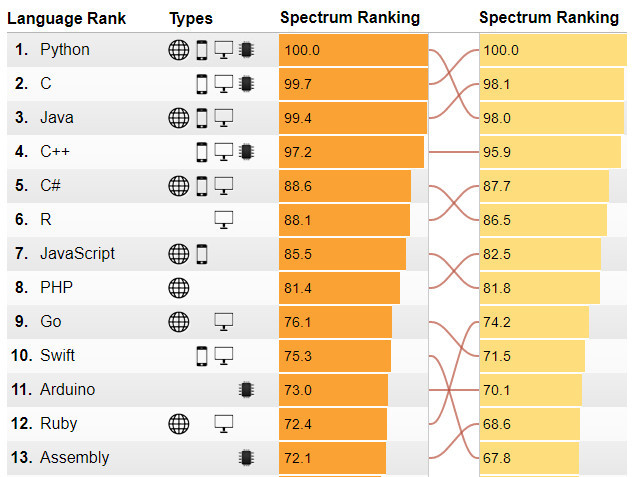 Language Rank Types Spectrum Ranking Spectrum Ranking
1. Python 100.0 100.0
2. C 99.7 98.1
3. Java 99.4 98.0
4. C++ 97.2 95.9
5. C# 88.6 87.7
6. R 88.1 86.5
7. JavaScript 85.5 82.5
8. PHP 81.4 81.8
9. Go 76.1 74.2
10. Swift 75.3 71.5
11. Arduino 73.0 70.1
12. Ruby 72.4 68.6
13. Assembly 72.1 67.8